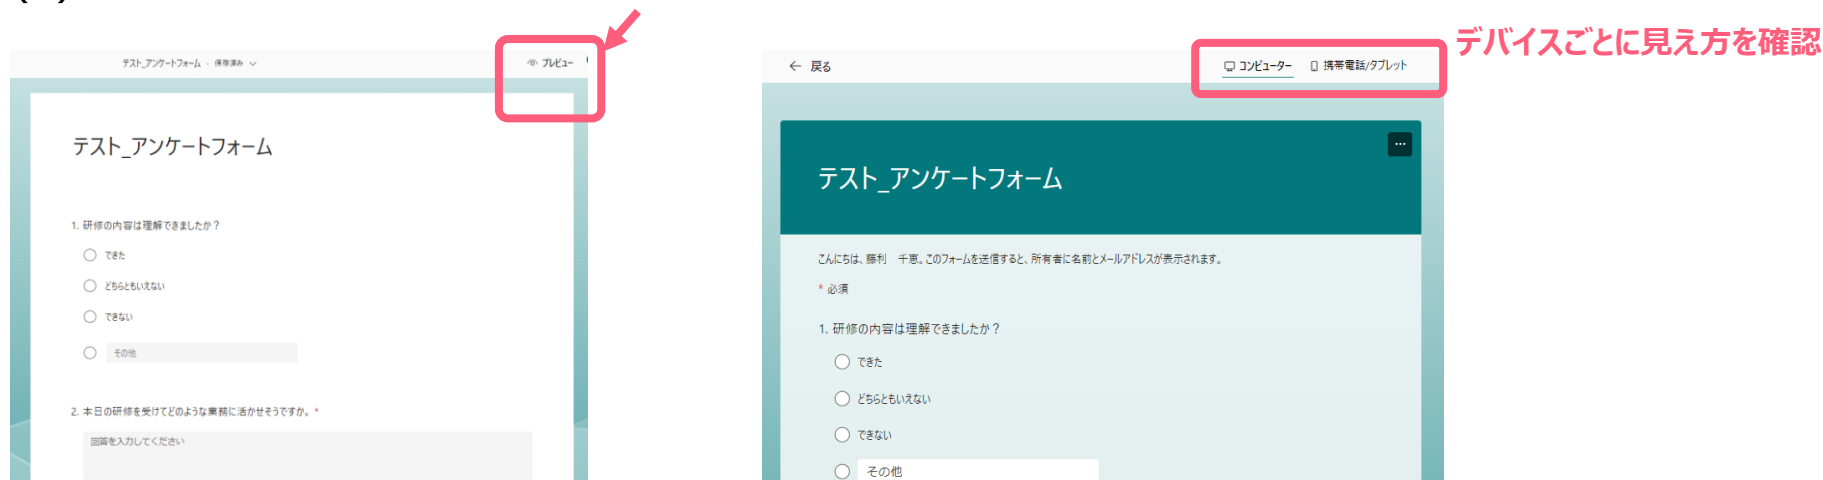 テスト_アンケートフォーム - 保存済み
プレビュー
テスト_アンケートフォーム
1. 研修の内容は理解できましたか？
できた
どちらともいえない
できない
その他
2. 本日の研修を受けてどのような業務に活かせそうですか。*
回答を入力してください
デバイスごとに見え方を確認
← 戻る
コンピューター
携帯電話/タブレット
...
テスト_アンケートフォーム
こんにちは、藤利　千恵。このフォームを送信すると、所有者に名前とメールアドレスが表示されます。
* 必須
1. 研修の内容は理解できましたか？
できた
どちらともいえない
できない
その他